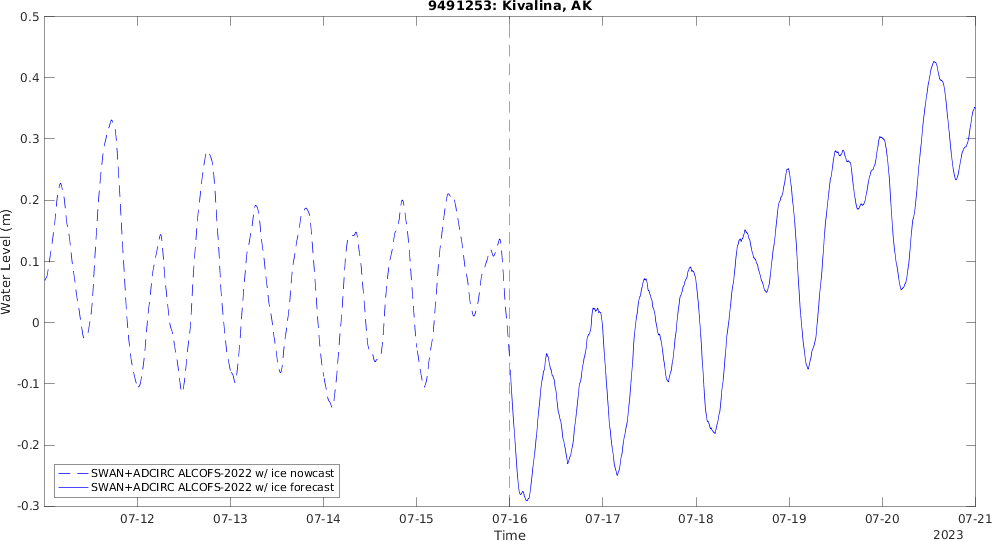 9491253: Kivalina, AK
0.5
0.4
0.3
0.2
0.1
0
-0.1
-0.2
-0.3
Water Level (m)
SWAN+ADCIRC ALCOFS-2022 w/ ice nowcast
SWAN+ADCIRC ALCOFS-2022 w/ ice forecast
07-12 07-13 07-14 07-15 07-16 07-17 07-18 07-19 07-20 07-21
Time
2023